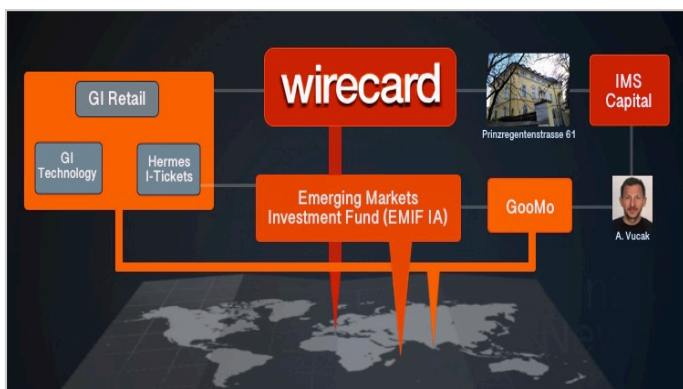 wirecard
GI Retail
GI
Technology
Hermes
I-Tickets
Prinzregentenstrasse 61
IMS
Capital
Emerging Markets
Investment Fund (EMIF IA)
GooMo
A. Vucak